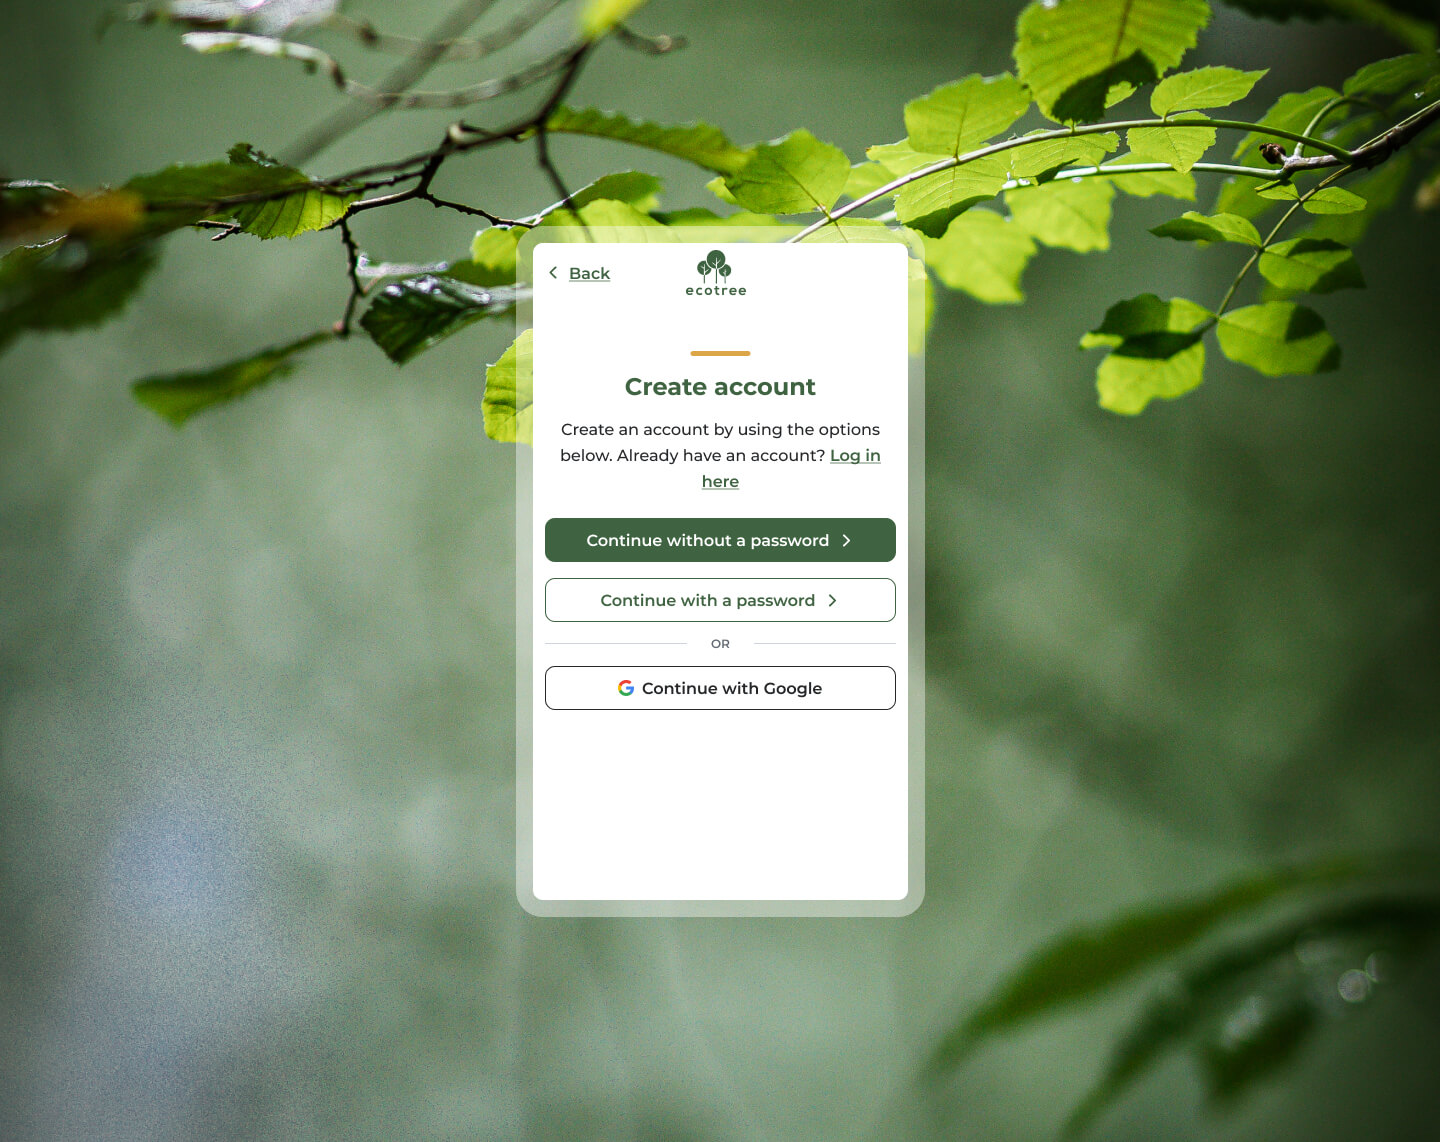 Back
ecotree
Create account
Create an account by using the options
below. Already have an account? Log in
here
Continue without a password
Continue with a password
OR
Continue with Google